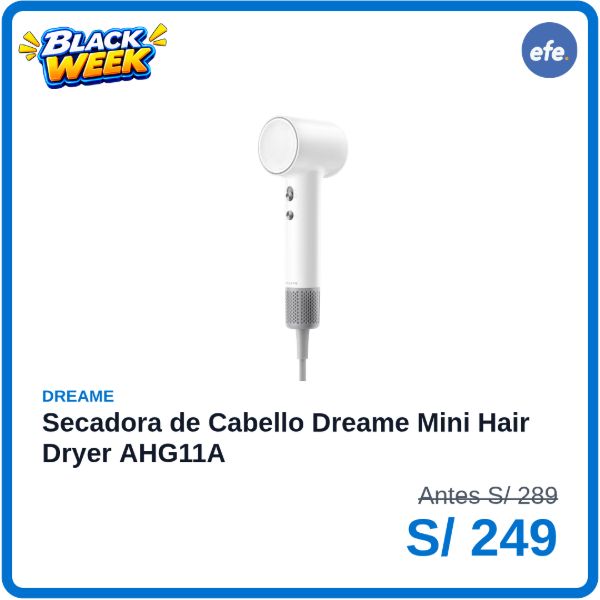 BLACK
WEEK
efe.
DREAME
Secadora de Cabello Dreame Mini Hair
Dryer AHG11A
Antes S/ 289
S/ 249